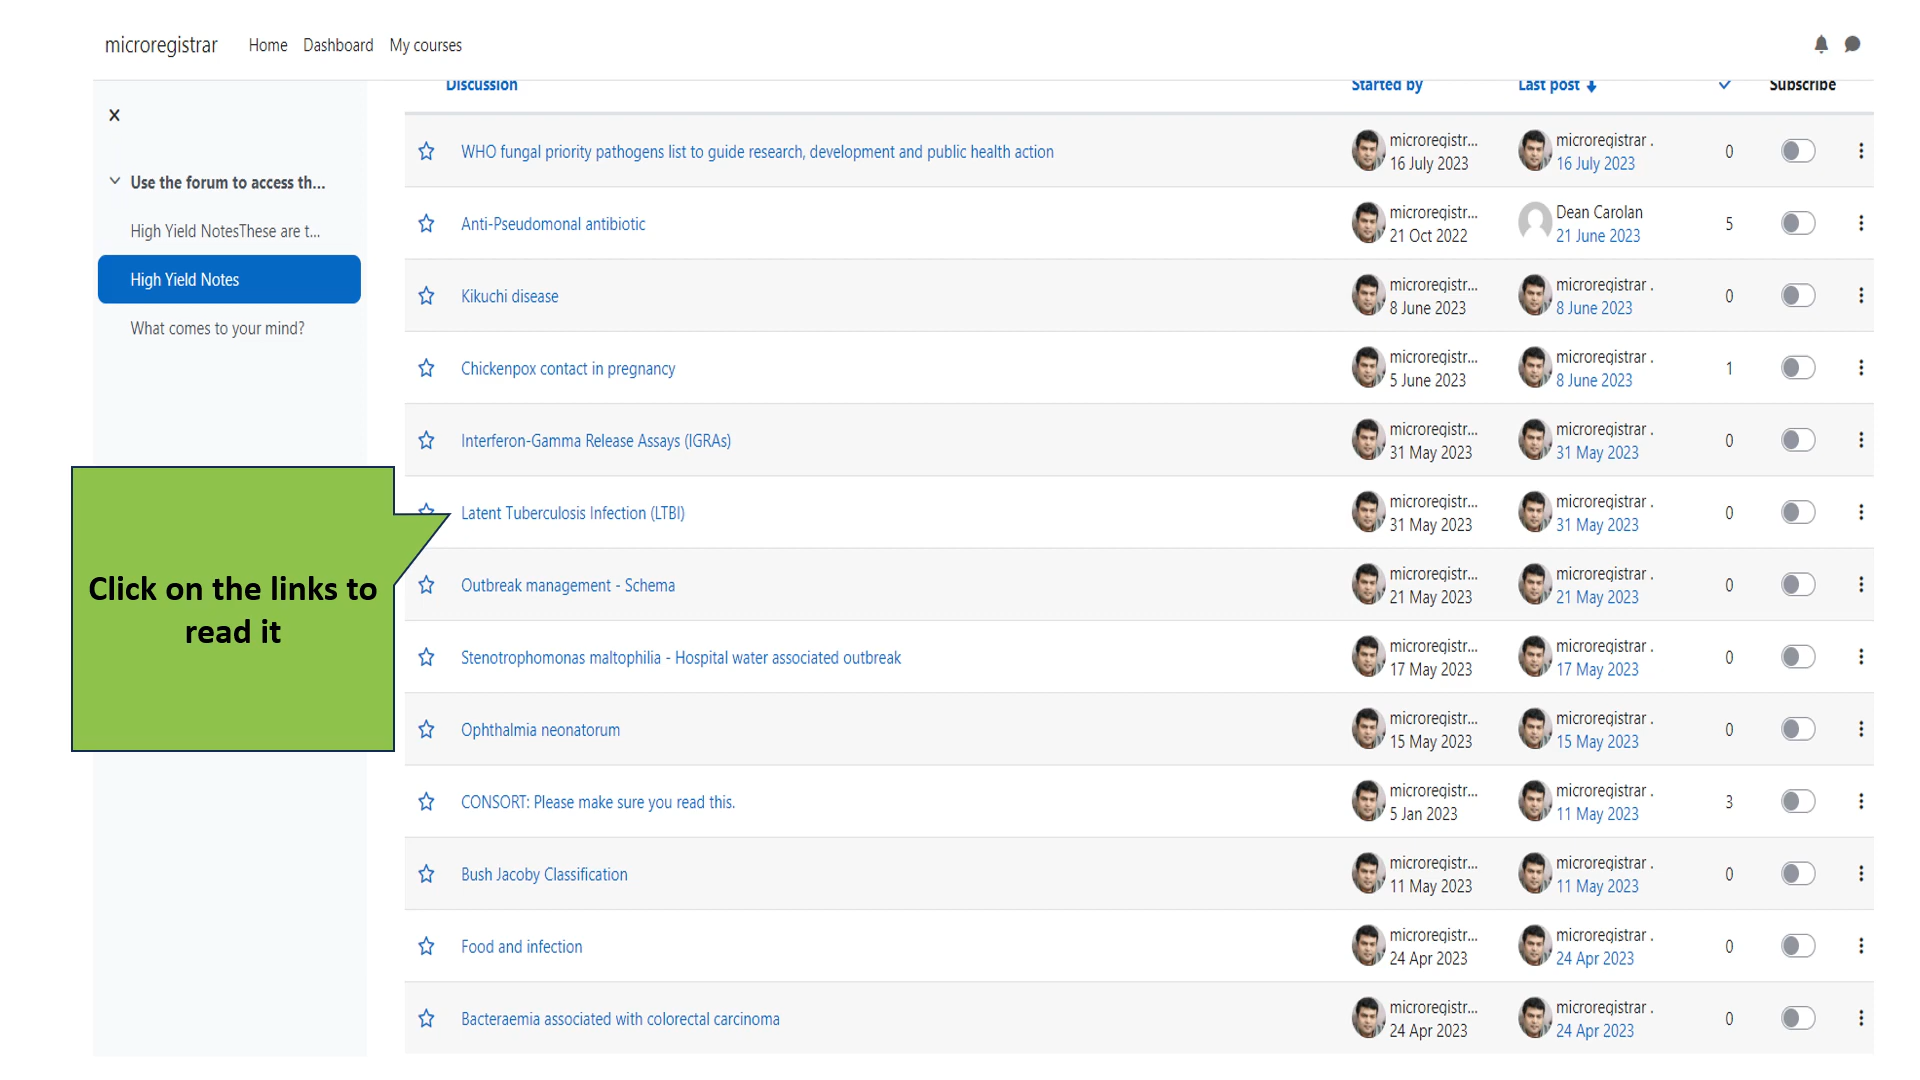 microregistrar Home Dashboard My courses
Discussion Started by Last post Subscribe
Use the forum to access th...
High Yield NotesThese are t...
High Yield Notes
What comes to your mind?
Click on the links to
read it
WHO fungal priority pathogens list to guide research, development and public health action microregistr... microregistrar . 0
16 July 2023 16 July 2023
Anti-Pseudomonal antibiotic microregistr... Dean Carolan 5
21 Oct 2022 21 June 2023
Kikuchi disease microregistr... microregistrar . 0
8 June 2023 8 June 2023
Chickenpox contact in pregnancy microregistr... microregistrar . 1
5 June 2023 8 June 2023
Interferon-Gamma Release Assays (IGRAs) microregistr... microregistrar . 0
31 May 2023 31 May 2023
Latent Tuberculosis Infection (LTBI) microregistr... microregistrar . 0
31 May 2023 31 May 2023
Outbreak management - Schema microregistr... microregistrar . 0
21 May 2023 21 May 2023
Stenotrophomonas maltophilia - Hospital water associated outbreak microregistr... microregistrar . 0
17 May 2023 17 May 2023
Ophthalmia neonatorum microregistr... microregistrar . 0
15 May 2023 15 May 2023
CONSORT: Please make sure you read this. microregistr... microregistrar . 3
5 Jan 2023 11 May 2023
Bush Jacoby Classification microregistr... microregistrar . 0
11 May 2023 11 May 2023
Food and infection microregistr... microregistrar . 0
24 Apr 2023 24 Apr 2023
Bacteraemia associated with colorectal carcinoma microregistr... microregistrar . 0
24 Apr 2023 24 Apr 2023